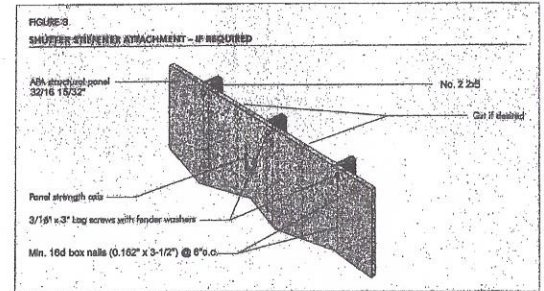 FIGURE 3
SHUTTER STIFFENER ATTACHMENT – IF REQUIRED
APA structural panel
32/16 15/32"
No. 2 2x8
Cut if desired
Panel strength axis
3/16" x 3" Lag screws with fender washers
Min. 16d box nails (0.162" x 3-1/2") @ 6"o.c.